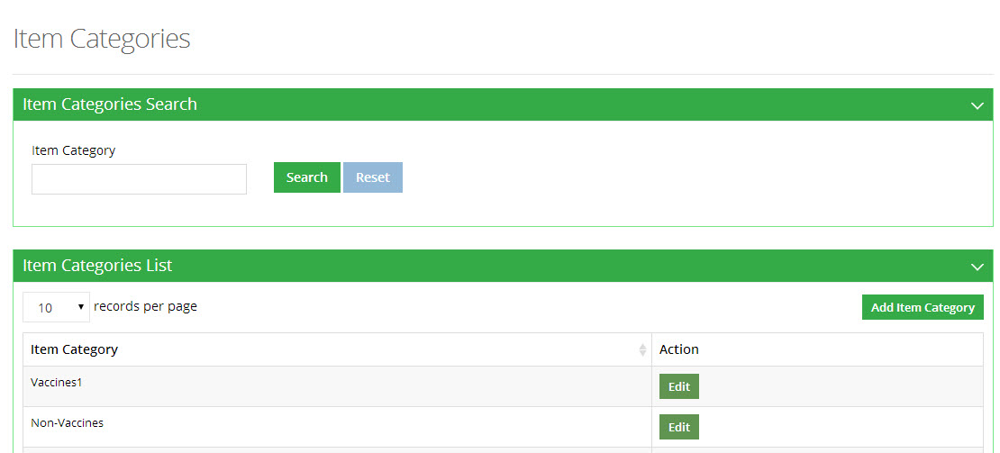 Item Categories
Item Categories Search
Item Category
Search Reset
Item Categories List
10 records per page Add Item Category
Item Category Action
Vaccines1 Edit
Non-Vaccines Edit